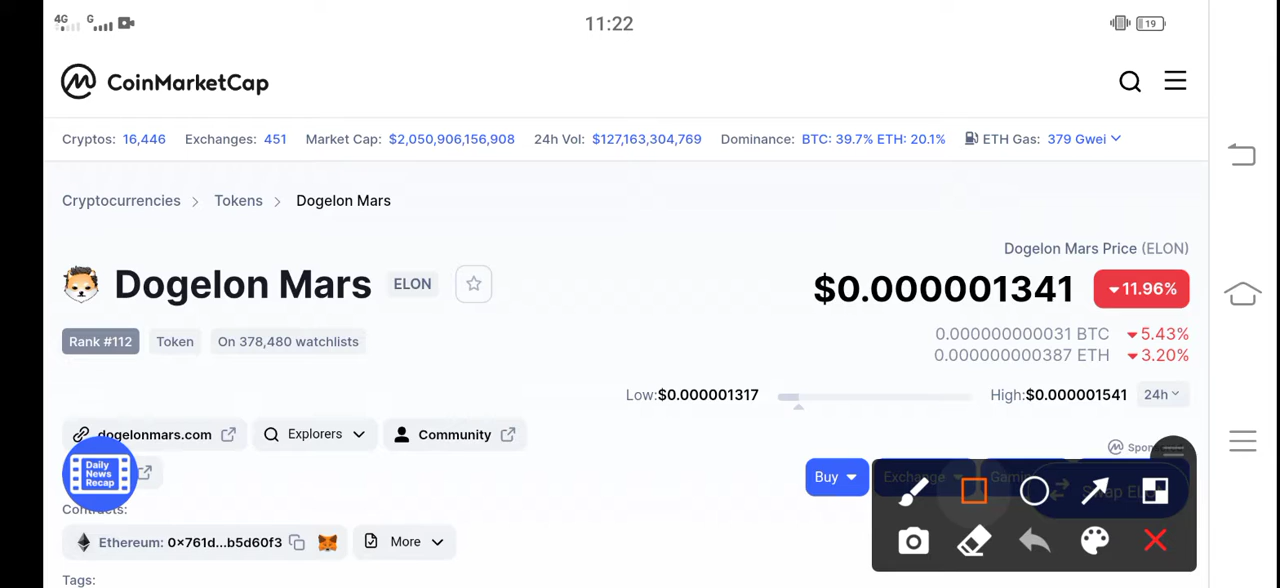 4G G 11:22 19
CoinMarketCap
Cryptos: 16,446 Exchanges: 451 Market Cap: $2,050,906,156,908 24h Vol: $127,163,304,769 Dominance: BTC: 39.7% ETH: 20.1% ETH Gas: 379 Gwei
Cryptocurrencies > Tokens > Dogelon Mars
Dogelon Mars Price (ELON)
Dogelon Mars ELON $0.000001341 11.96%
Rank #112 Token On 378,480 watchlists 0.000000000031 BTC 5.43%
0.000000000387 ETH 3.20%
Low:$0.000001317 High:$0.000001541 24h
dogelonmars.com Explorers Community
Daily
News
Recap
Buy Exchange Gaming Swap
Contracts:
Ethereum: 0x761d...b5d60f3 More
Tags: